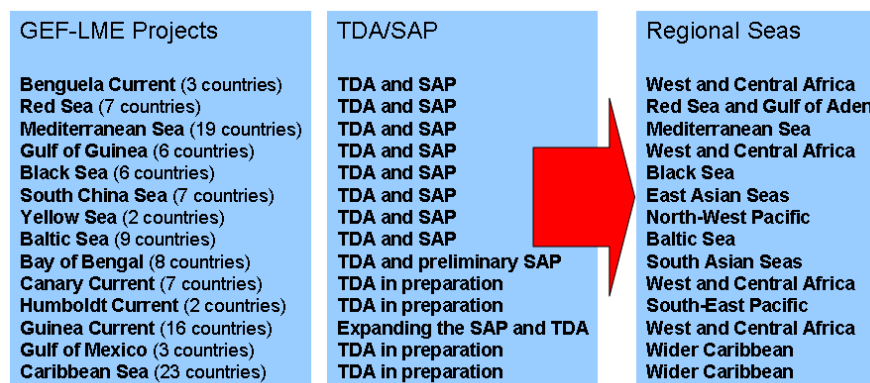 GEF-LME Projects
Benguela Current (3 countries)
Red Sea (7 countries)
Mediterranean Sea (19 countries)
Gulf of Guinea (6 countries)
Black Sea (6 countries)
South China Sea (7 countries)
Yellow Sea (2 countries)
Baltic Sea (9 countries)
Bay of Bengal (8 countries)
Canary Current (7 countries)
Humboldt Current (2 countries)
Guinea Current (16 countries)
Gulf of Mexico (3 countries)
Caribbean Sea (23 countries)
TDA/SAP
TDA and SAP
TDA and SAP
TDA and SAP
TDA and SAP
TDA and SAP
TDA and SAP
TDA and SAP
TDA and SAP
TDA and preliminary SAP
TDA in preparation
TDA in preparation
Expanding the SAP and TDA
TDA in preparation
TDA in preparation
Regional Seas
West and Central Africa
Red Sea and Gulf of Aden
Mediterranean Sea
West and Central Africa
Black Sea
East Asian Seas
North-West Pacific
Baltic Sea
South Asian Seas
West and Central Africa
South-East Pacific
West and Central Africa
Wider Caribbean
Wider Caribbean